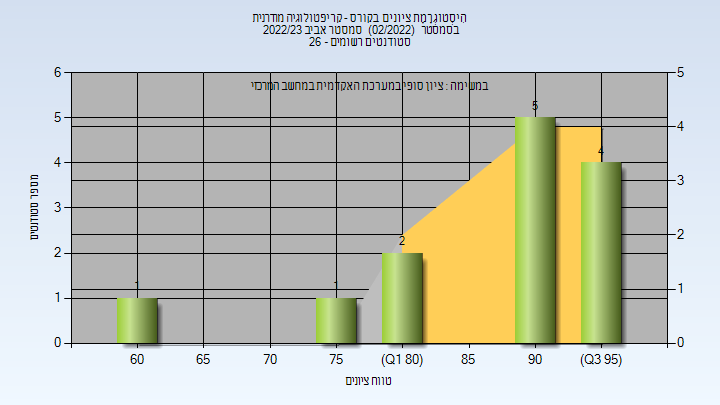 הִיסְטוֹגְרָמַת ציונים בקורס - קריפטולוגיה מודרנית
בסמסטר (02/2022) סמסטר אביב 2022/23
סטודנטים רשומים - 26
במשימה : ציון סופי במערכת האקדמית במחשב המרכזי
6 5
5 4
4 3
3 2
2 1
1 0
0
1 1 2 5 4
מספר סטודנטים
60 65 70 75 (Q1 80) 85 90 (Q3 95)
טווח ציונים